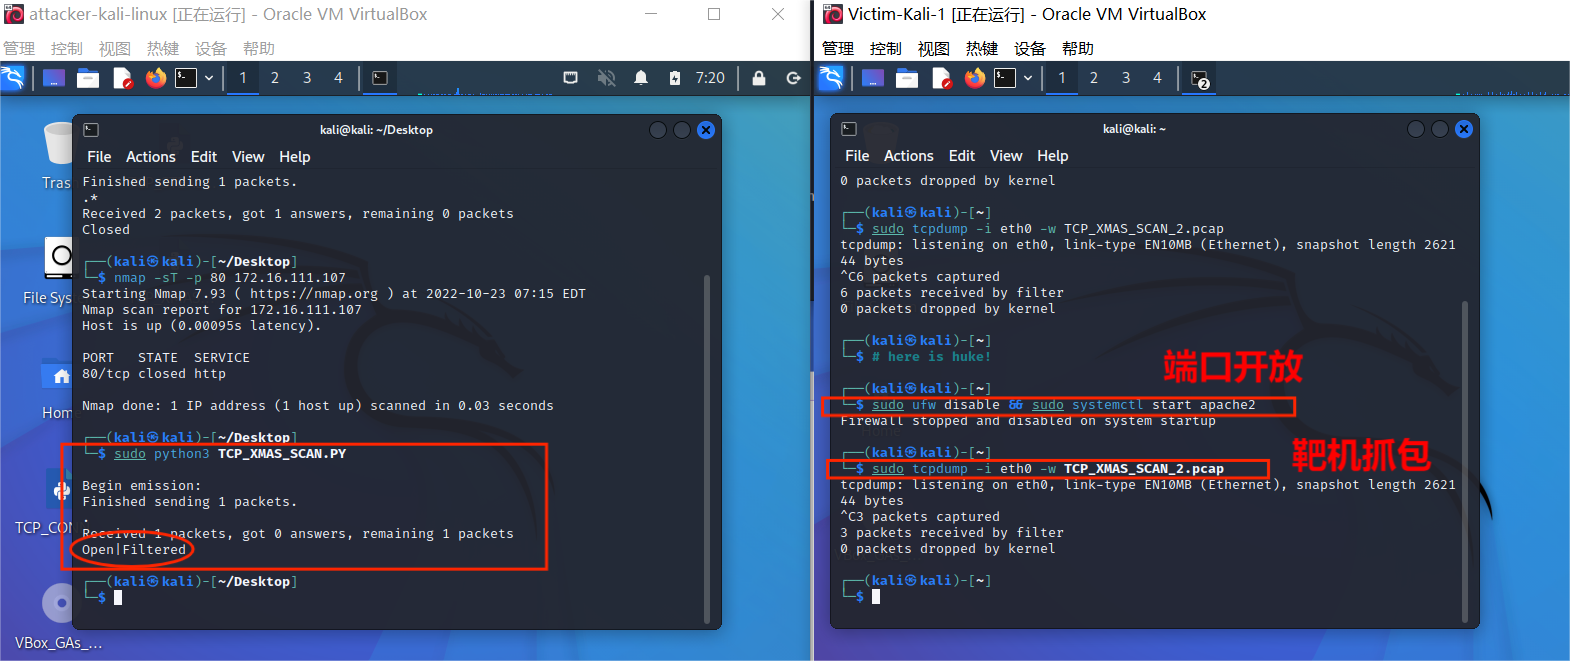 attacker-kali-linux [正在运行] - Oracle VM VirtualBox
管理 控制 视图 热键 设备 帮助
1 2 3 4 7:20
Tras
File Sys
Hom
TCP_CO
VBox_GAs_...
kali@kali: ~/Desktop
File Actions Edit View Help
Finished sending 1 packets.
.*
Received 2 packets, got 1 answers, remaining 0 packets
Closed
┌──(kali㉿kali)-[~/Desktop]
└─$ nmap -sT -p 80 172.16.111.107
Starting Nmap 7.93 ( https://nmap.org ) at 2022-10-23 07:15 EDT
Nmap scan report for 172.16.111.107
Host is up (0.00095s latency).
PORT STATE SERVICE
80/tcp closed http
Nmap done: 1 IP address (1 host up) scanned in 0.03 seconds
┌──(kali㉿kali)-[~/Desktop]
└─$ sudo python3 TCP_XMAS_SCAN.PY
Begin emission:
Finished sending 1 packets.
.
Received 1 packets, got 0 answers, remaining 1 packets
Open|Filtered
┌──(kali㉿kali)-[~/Desktop]
└─$
Victim-Kali-1 [正在运行] - Oracle VM VirtualBox
管理 控制 视图 热键 设备 帮助
1 2 3 4 2
kali@kali: ~
File Actions Edit View Help
0 packets dropped by kernel
┌──(kali㉿kali)-[~]
└─$ sudo tcpdump -i eth0 -w TCP_XMAS_SCAN_2.pcap
tcpdump: listening on eth0, link-type EN10MB (Ethernet), snapshot length 2621
44 bytes
^C6 packets captured
6 packets received by filter
0 packets dropped by kernel
┌──(kali㉿kali)-[~]
└─$ # here is huke!
端口开放
┌──(kali㉿kali)-[~]
└─$ sudo ufw disable && sudo systemctl start apache2
Firewall stopped and disabled on system startup
靶机抓包
┌──(kali㉿kali)-[~]
└─$ sudo tcpdump -i eth0 -w TCP_XMAS_SCAN_2.pcap
tcpdump: listening on eth0, link-type EN10MB (Ethernet), snapshot length 2621
44 bytes
^C3 packets captured
3 packets received by filter
0 packets dropped by kernel
┌──(kali㉿kali)-[~]
└─$